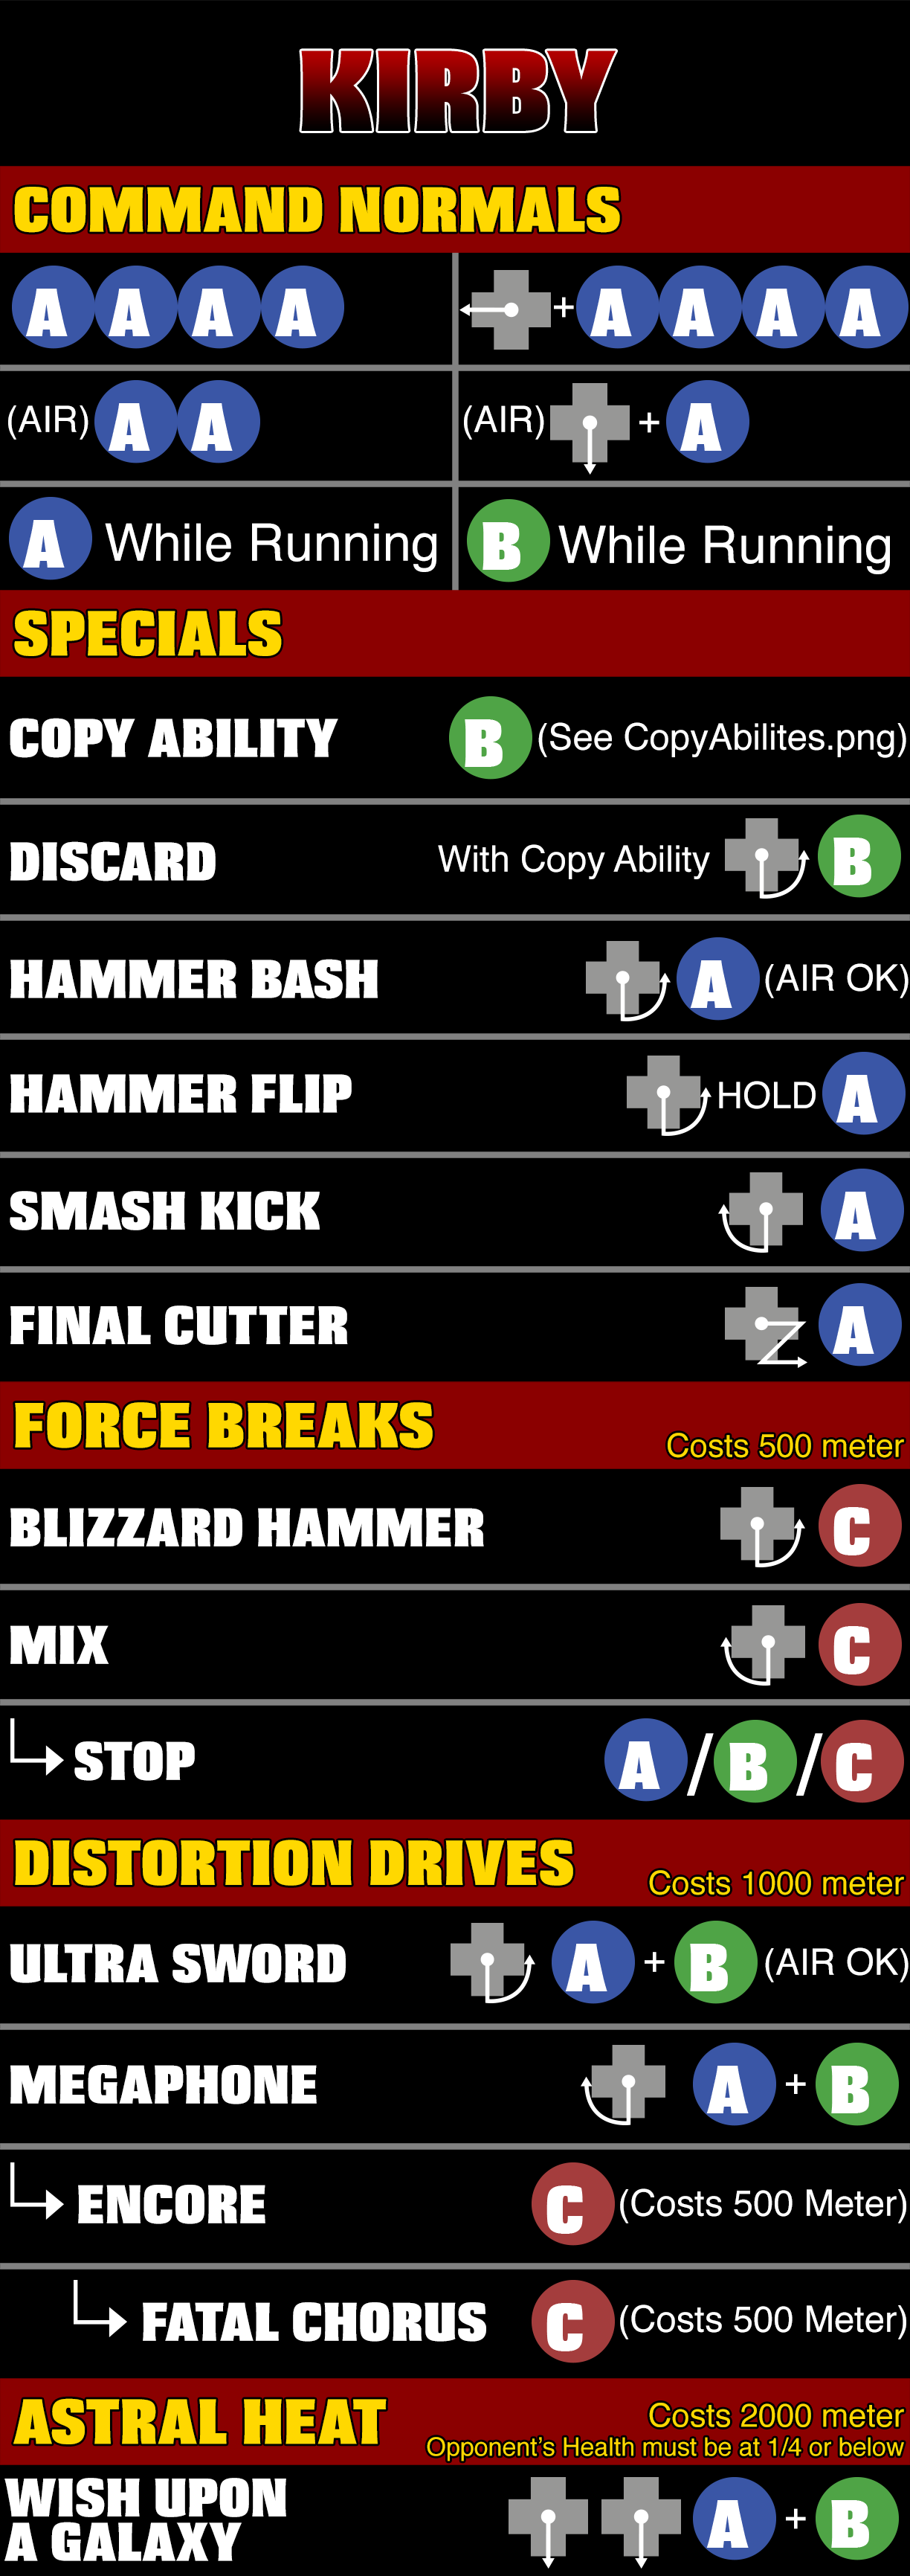 KIRBY
COMMAND NORMALS
A A A A
+ A A A A
(AIR) A A
(AIR) + A
A While Running
B While Running
SPECIALS
COPY ABILITY B (See CopyAbilites.png)
DISCARD With Copy Ability B
HAMMER BASH A (AIR OK)
HAMMER FLIP HOLD A
SMASH KICK A
FINAL CUTTER A
FORCE BREAKS Costs 500 meter
BLIZZARD HAMMER C
MIX C
STOP A / B / C
DISTORTION DRIVES Costs 1000 meter
ULTRA SWORD A + B (AIR OK)
MEGAPHONE A + B
ENCORE C (Costs 500 Meter)
FATAL CHORUS C (Costs 500 Meter)
ASTRAL HEAT Costs 2000 meter
Opponent's Health must be at 1/4 or below
WISH UPON
A GALAXY A + B